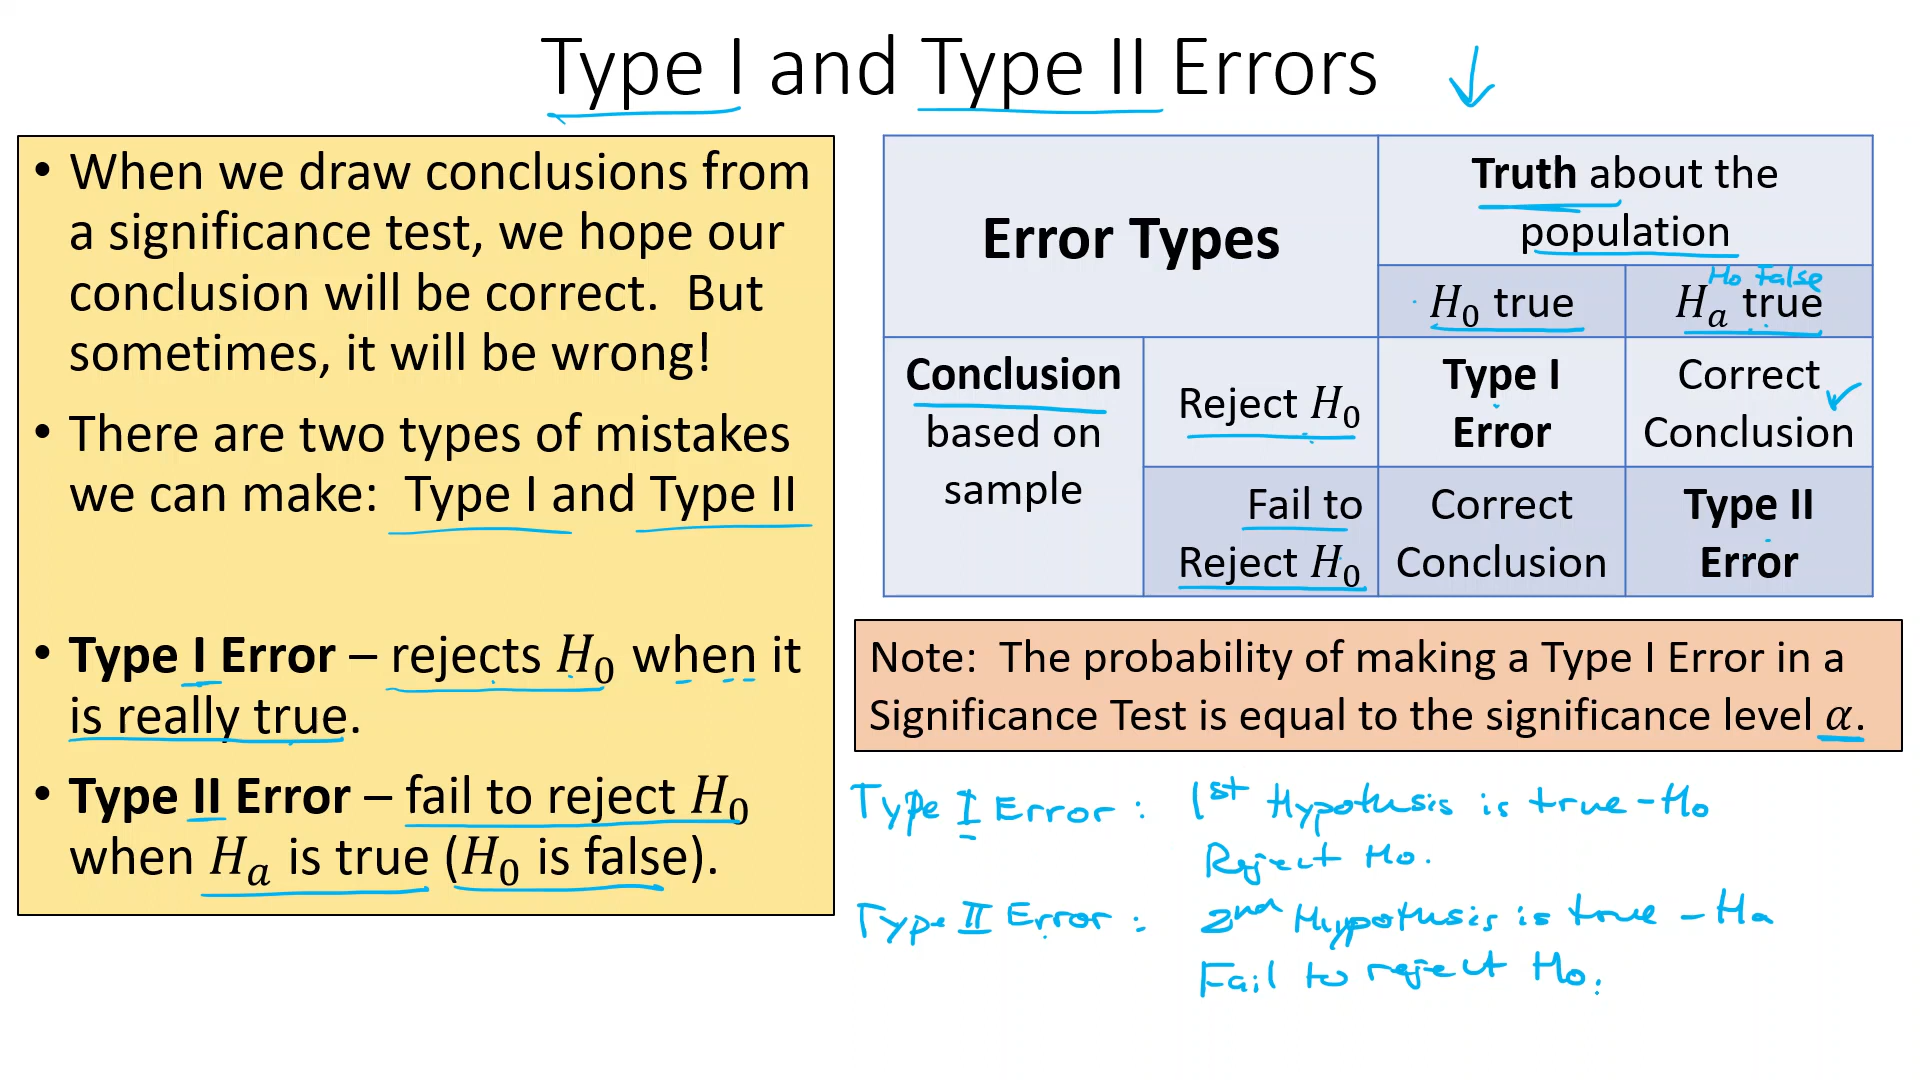 Type I and Type II Errors
• When we draw conclusions from
a significance test, we hope our
conclusion will be correct.  But
sometimes, it will be wrong!
• There are two types of mistakes
we can make:  Type I and Type II
• Type I Error – rejects H₀ when it
is really true.
• Type II Error – fail to reject H₀
when Hₐ is true (H₀ is false).
Error Types
Truth about the
population
H₀ true
Ho False
Hₐ true
Conclusion
based on
sample
Reject H₀
Type I
Error
Correct
Conclusion
Fail to
Reject H₀
Correct
Conclusion
Type II
Error
Note:  The probability of making a Type I Error in a
Significance Test is equal to the significance level α.
Type I Error : 1st Hypothesis is true - Ho
Reject Ho.
Type II Error : 2nd Hypothesis is true - Ha
Fail to reject Ho.